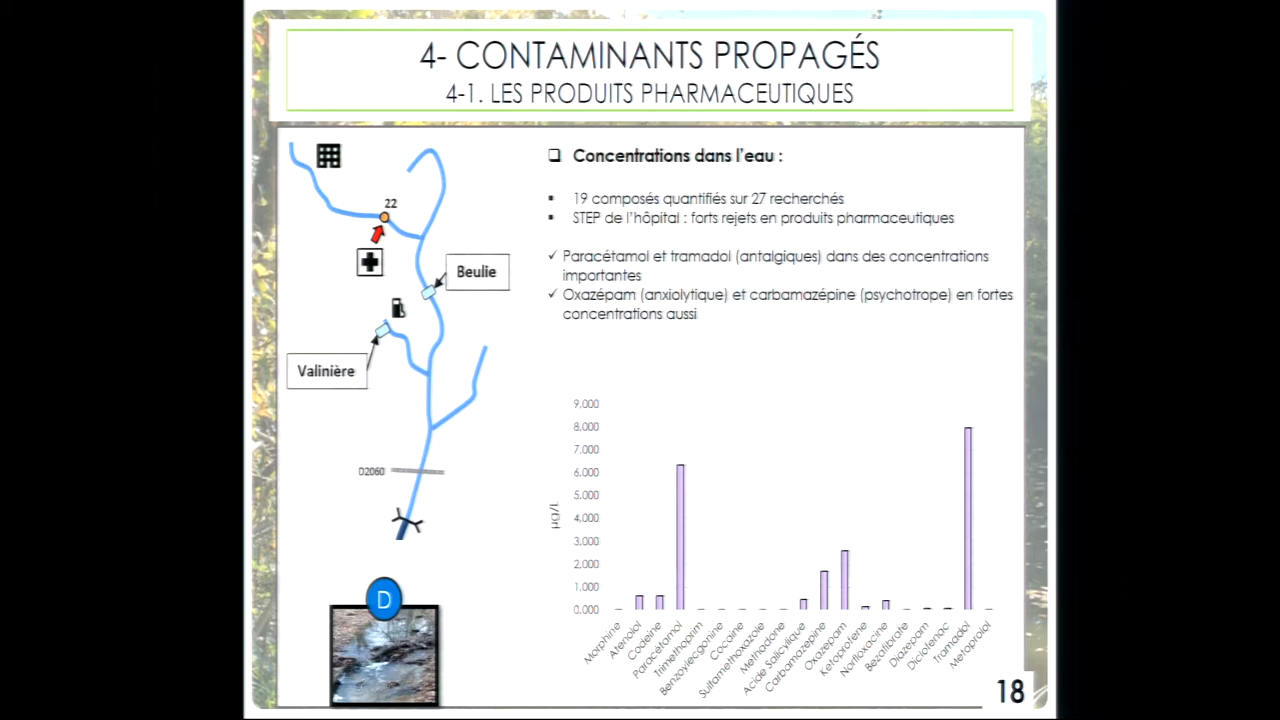 4- CONTAMINANTS PROPAGÉS
4-1. LES PRODUITS PHARMACEUTIQUES
22
Beulie
Valinière
D2060
D
❑ Concentrations dans l'eau :
▪ 19 composés quantifiés sur 27 recherchés
▪ STEP de l'hôpital : forts rejets en produits pharmaceutiques
✓ Paracétamol et tramadol (antalgiques) dans des concentrations
importantes
✓ Oxazépam (anxiolytique) et carbamazépine (psychotrope) en fortes
concentrations aussi
µg/L
9.000
8.000
7.000
6.000
5.000
4.000
3.000
2.000
1.000
0.000
Morphine
Atenolol
Codeine
Paracétamol
Trimethoprim
Benzoylecgonine
Cocaine
Sulfamethoxazole
Methadone
Acide Salicylique
Carbamazepine
Oxazepam
Ketoprofene
Norfloxacine
Bezafibrate
Diazepam
Diclofenac
Tramadol
Metoprolol
18